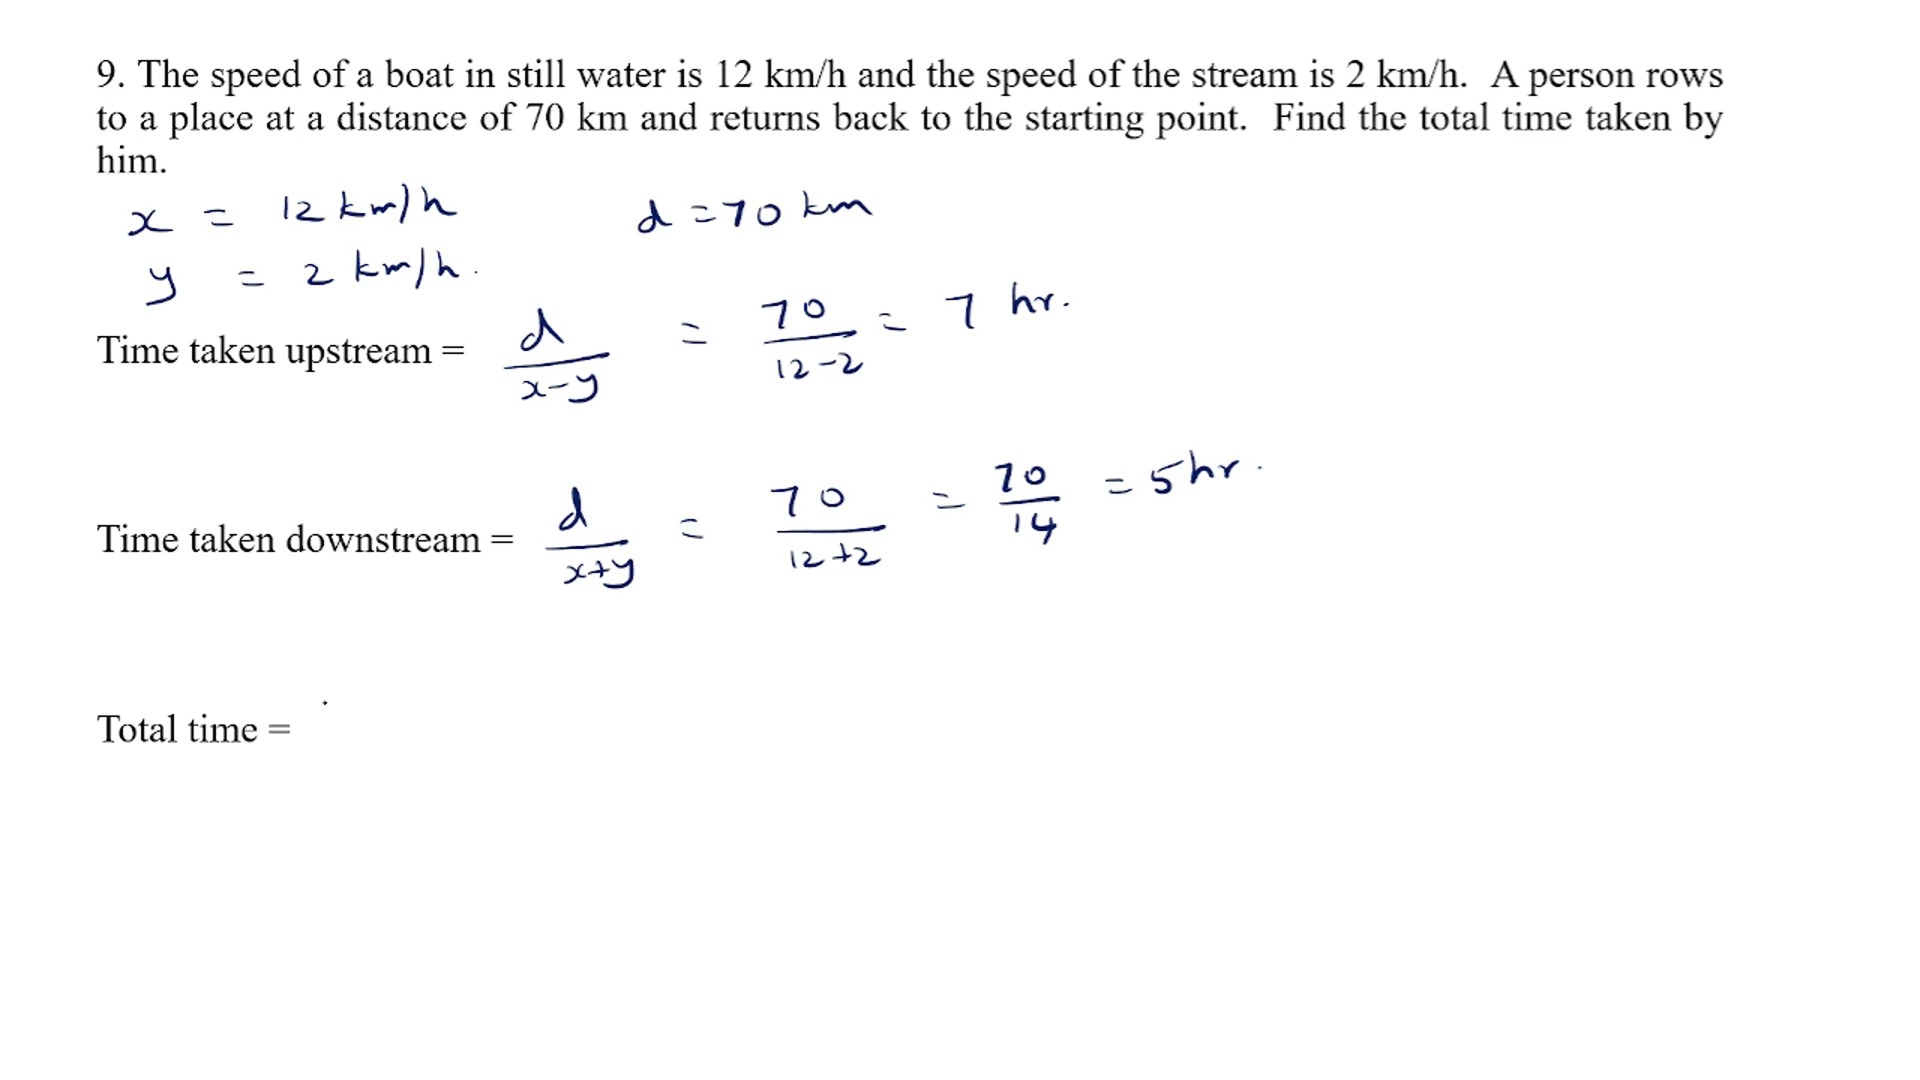 9. The speed of a boat in still water is 12 km/h and the speed of the stream is 2 km/h. A person rows
to a place at a distance of 70 km and returns back to the starting point. Find the total time taken by
him.
x = 12 km/h d = 70 km
y = 2 km/h.
Time taken upstream = d/(x-y) = 70/(12-2) = 7 hr.
Time taken downstream = d/(x+y) = 70/(12+2) = 70/14 = 5 hr.
Total time =